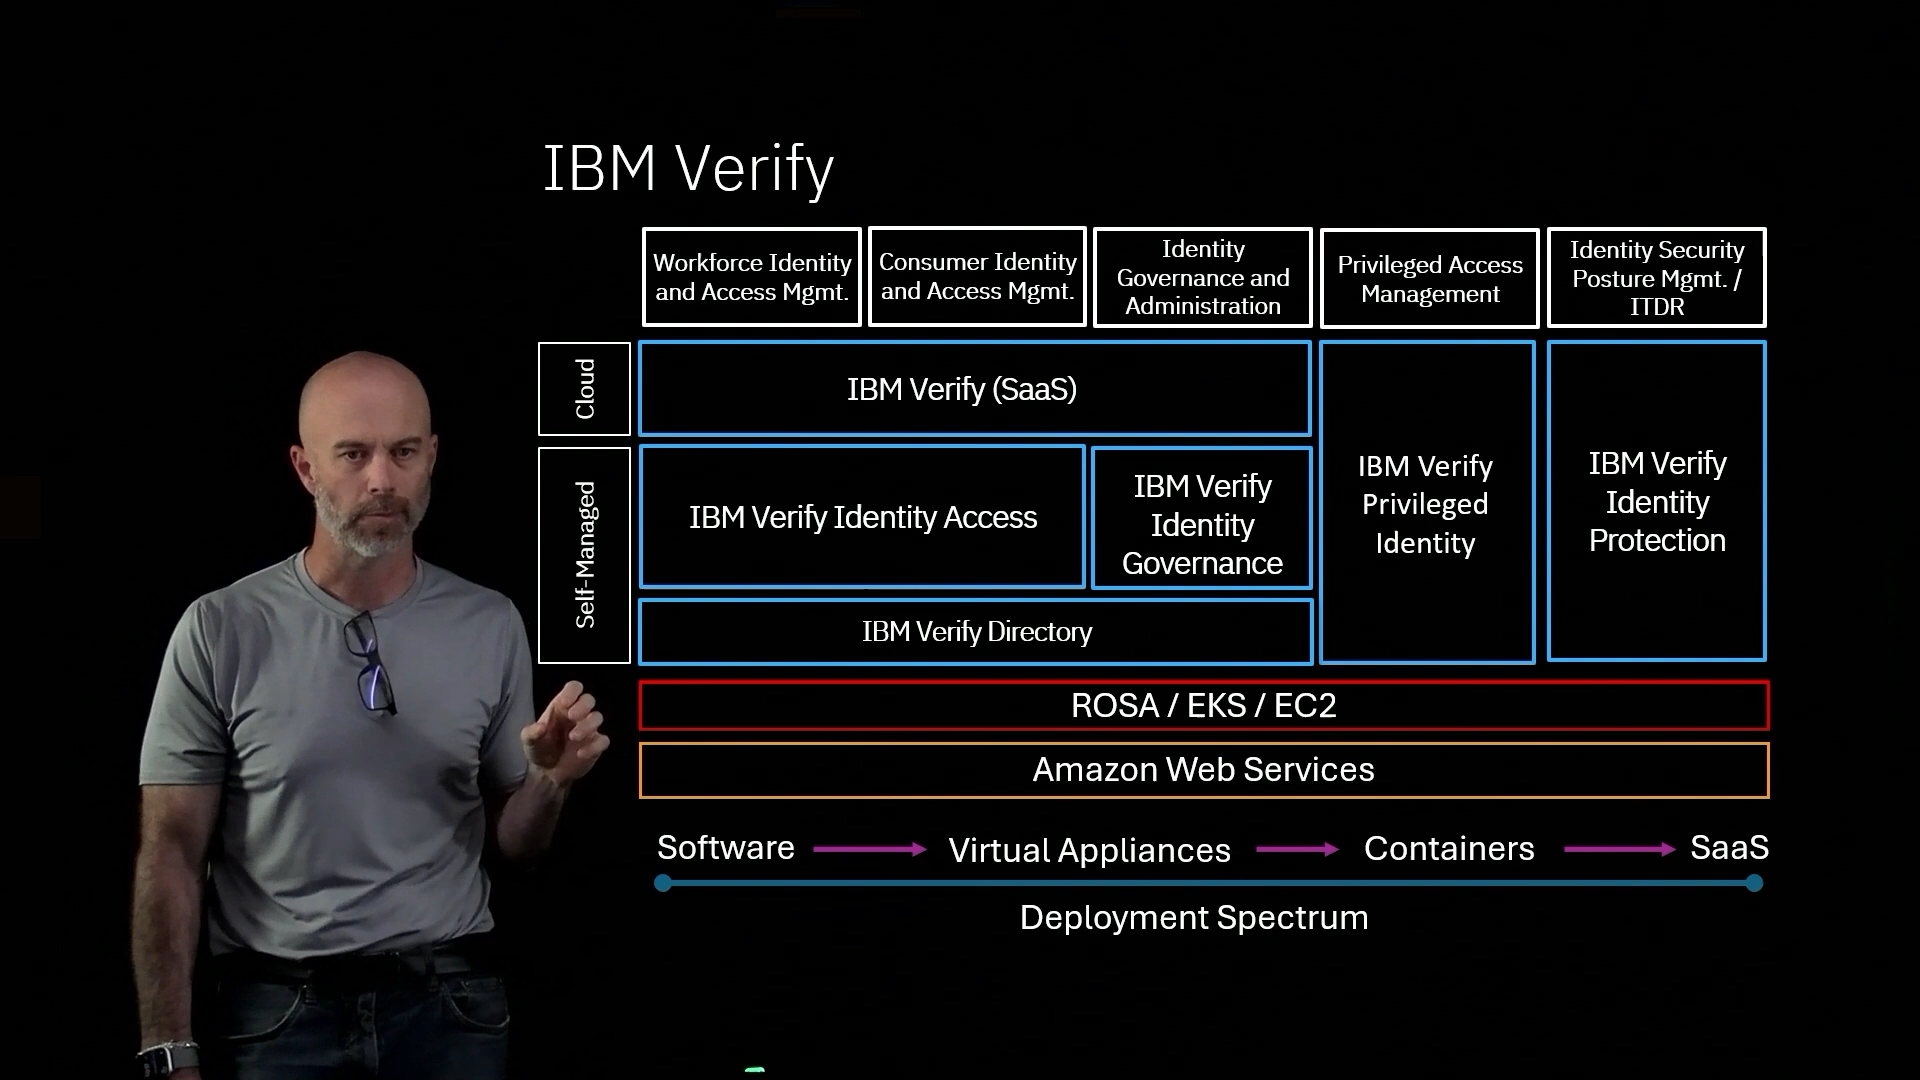 IBM Verify
Workforce Identity
and Access Mgmt.
Consumer Identity
and Access Mgmt.
Identity
Governance and
Administration
Privileged Access
Management
Identity Security
Posture Mgmt. /
ITDR
Cloud
IBM Verify (SaaS)
Self-Managed
IBM Verify Identity Access
IBM Verify
Identity
Governance
IBM Verify
Privileged
Identity
IBM Verify
Identity
Protection
IBM Verify Directory
ROSA / EKS / EC2
Amazon Web Services
Software
Virtual Appliances
Containers
SaaS
Deployment Spectrum